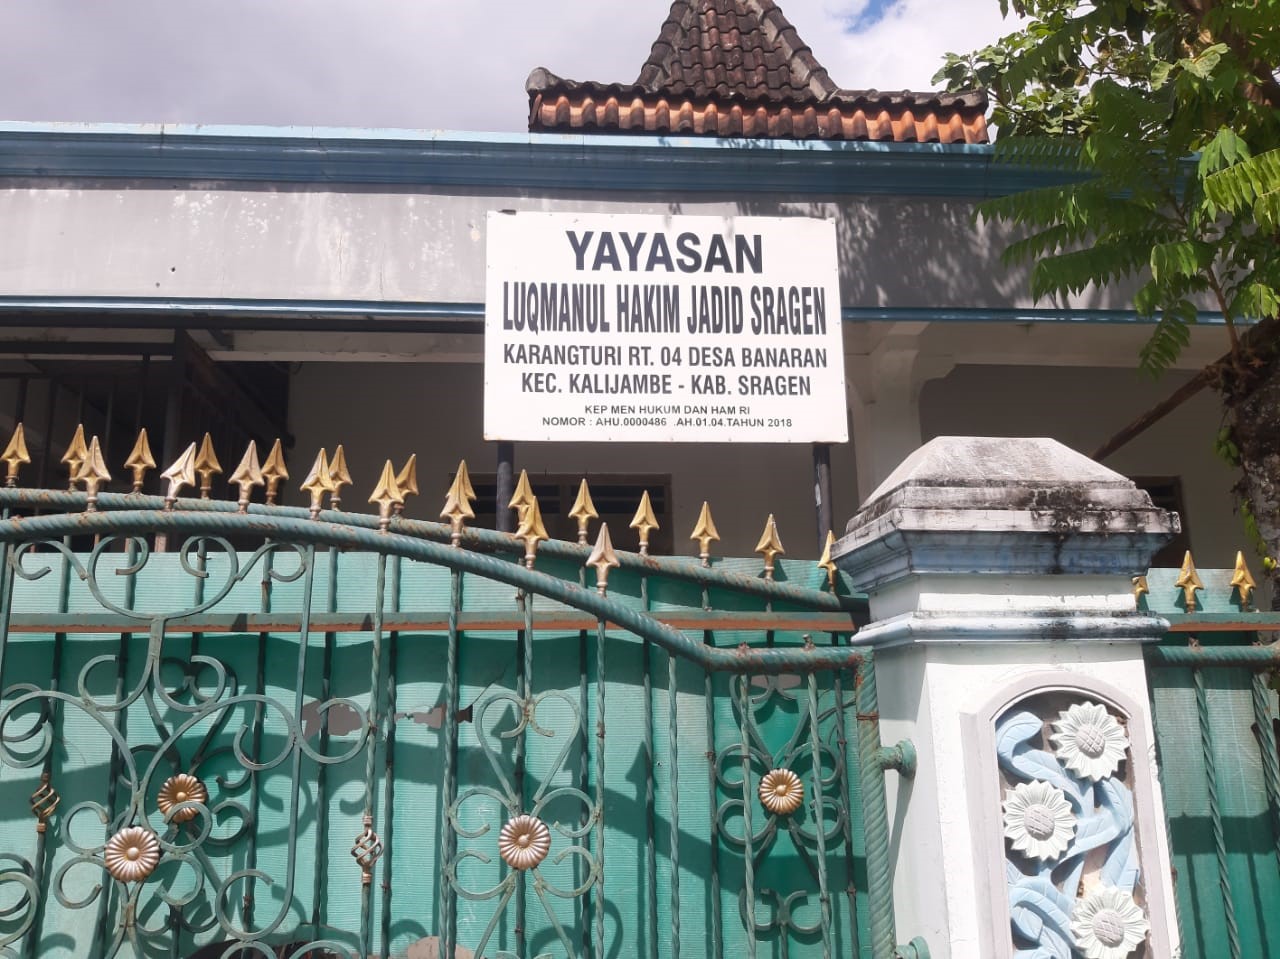 YAYASAN
LUQMANUL HAKIM JADID SRAGEN
KARANGTURI RT. 04 DESA BANARAN
KEC. KALIJAMBE - KAB. SRAGEN
KEP MEN HUKUM DAN HAM RI
NOMOR : AHU.0000486 .AH.01.04.TAHUN 2018